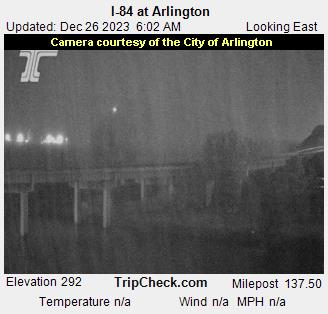 I-84 at Arlington
Updated: Dec 26 2023 6:02 AM Looking East
Camera courtesy of the City of Arlington
Elevation 292 TripCheck.com Milepost 137.50
Temperature n/a Wind n/a MPH n/a